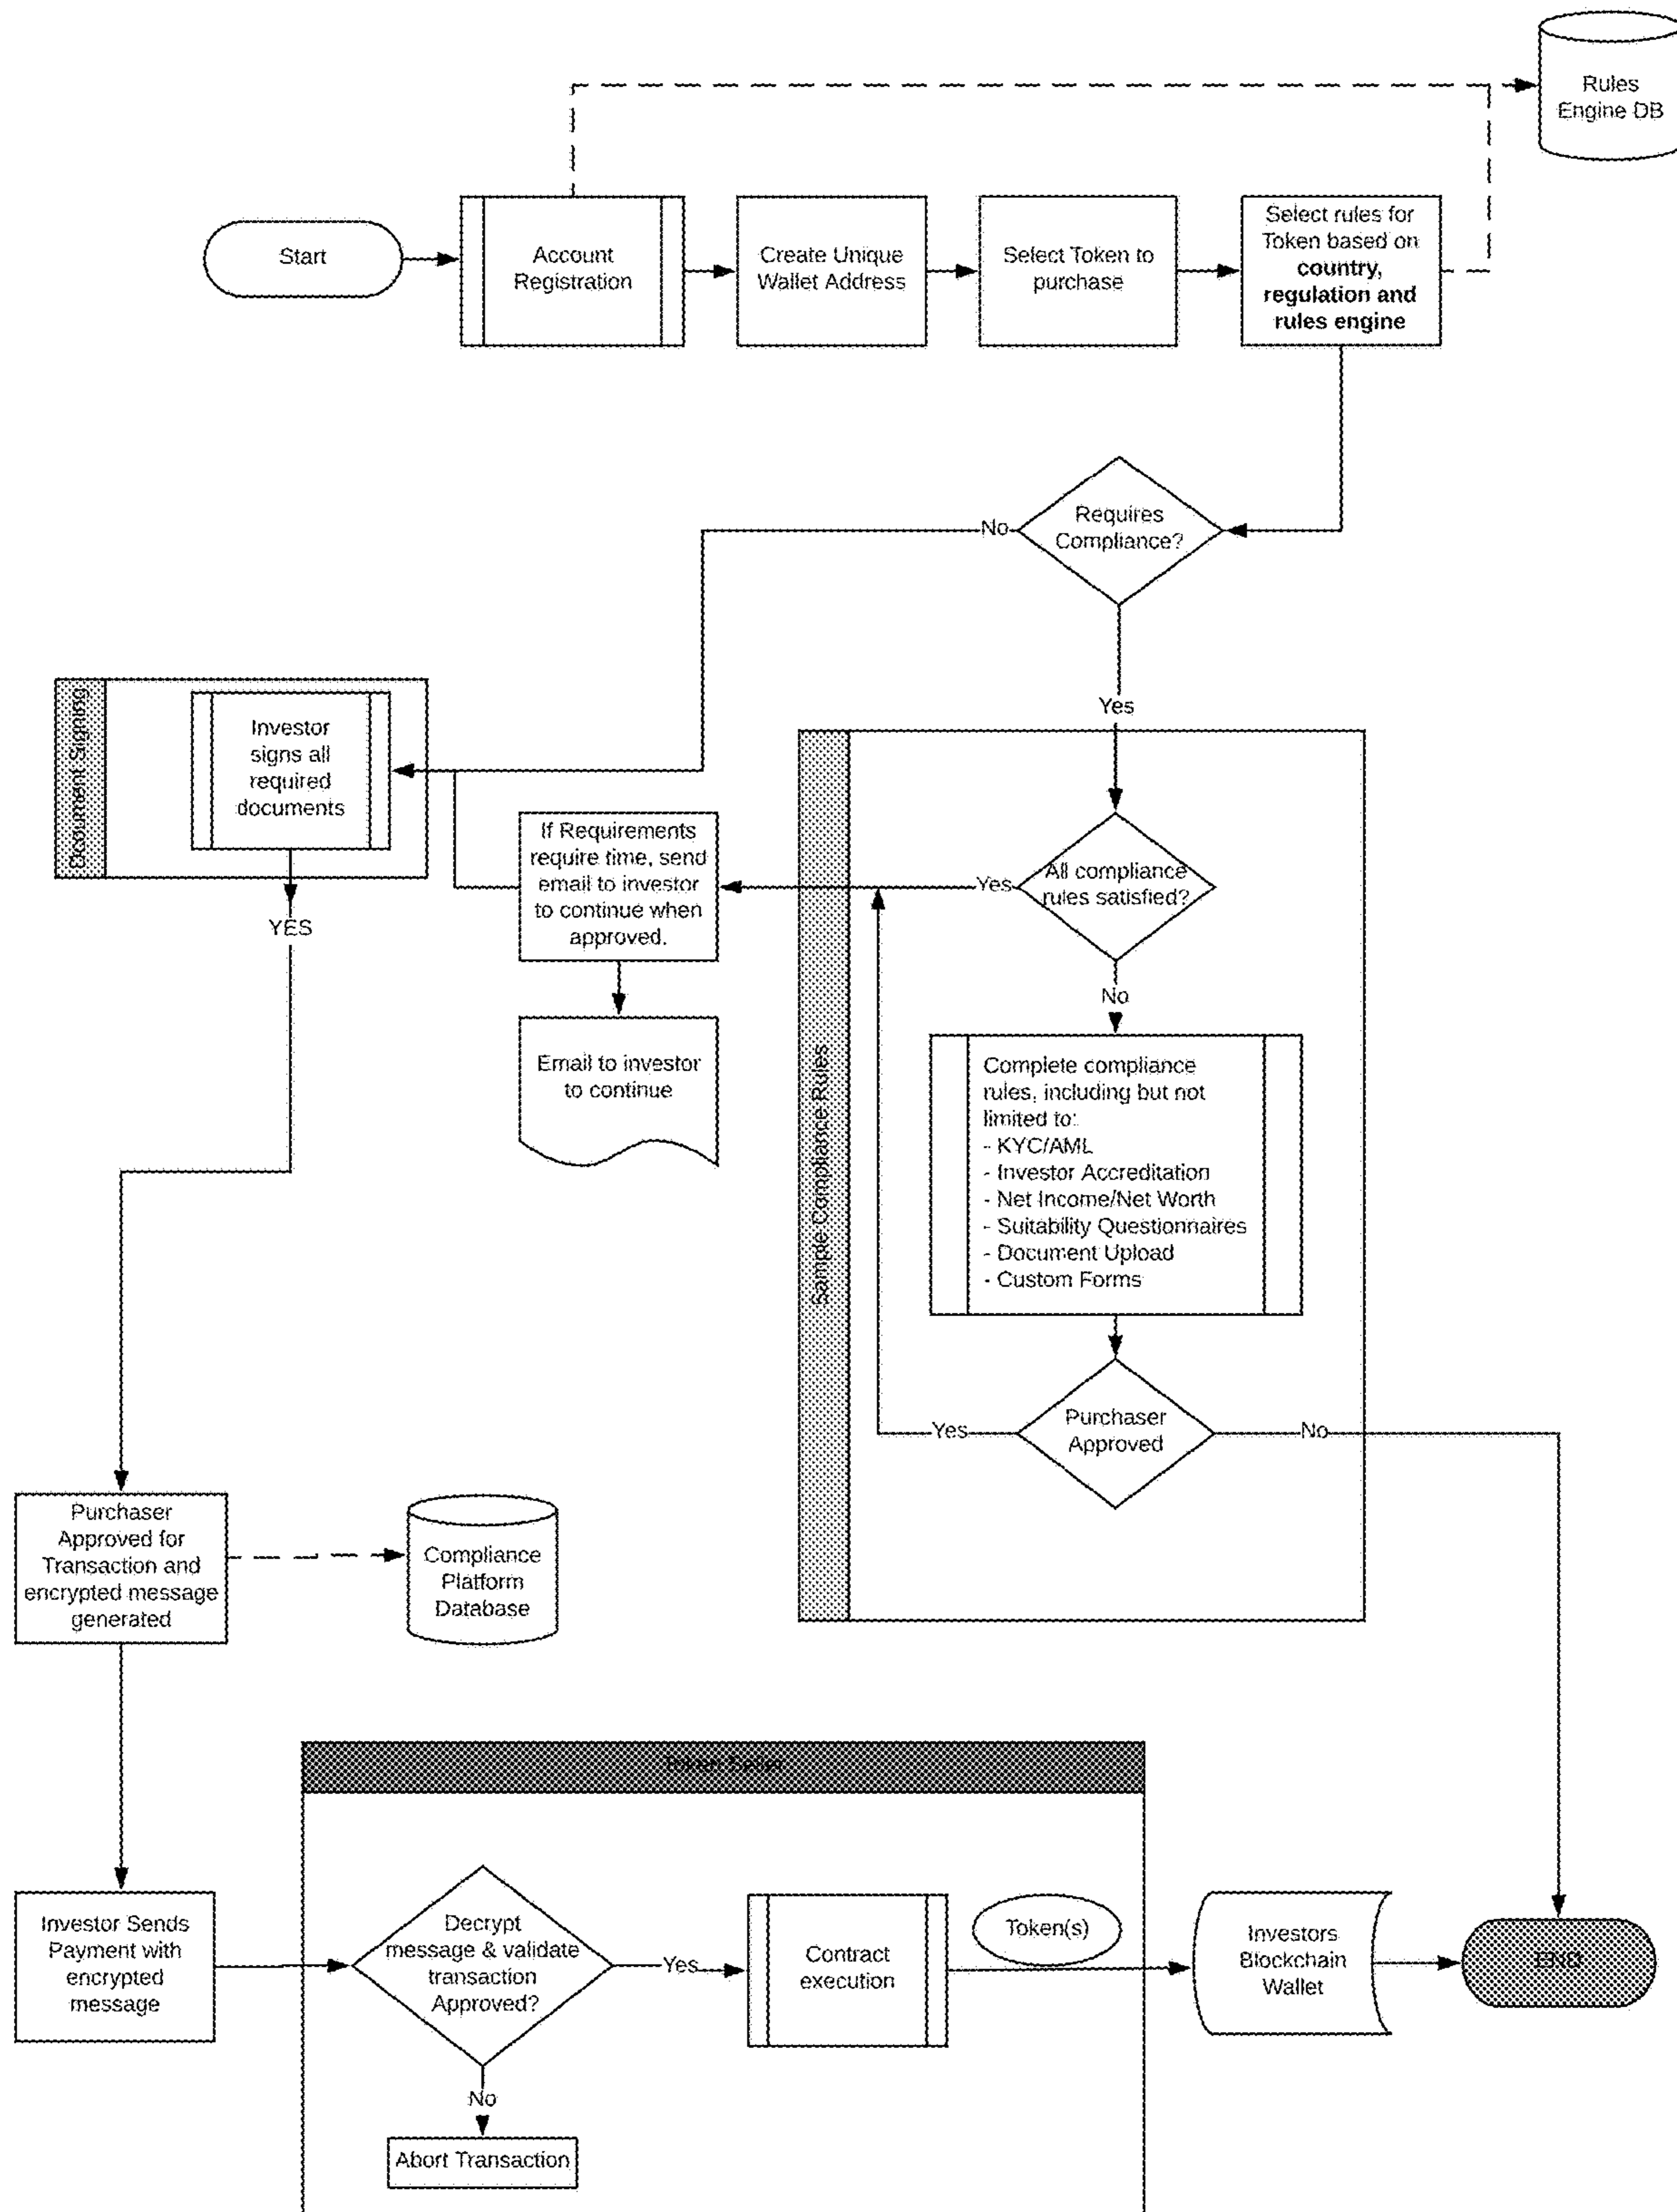 Rules
Engine DB
Start
Account
Registration
Create Unique
Wallet Address
Select Token to
purchase
Select rules for
Token based on
country,
regulation and
rules engine
Requires
Compliance?
No
Yes
Document Signing
Investor
signs all
required
documents
YES
If Requirements
require time, send
email to investor
to continue when
approved.
Email to investor
to continue
Sample Compliance Rules
All compliance
rules satisfied?
Yes
No
Complete compliance
rules, including but not
limited to:
- KYC/AML
- Investor Accreditation
- Net Income/Net Worth
- Suitability Questionnaires
- Document Upload
- Custom Forms
Purchaser
Approved
Yes
No
Purchaser
Approved for
Transaction and
encrypted message
generated
Compliance
Platform
Database
Token Seller
Investor Sends
Payment with
encrypted
message
Decrypt
message & validate
transaction
Approved?
Yes
No
Abort Transaction
Contract
execution
Token(s)
Investors
Blockchain
Wallet
END